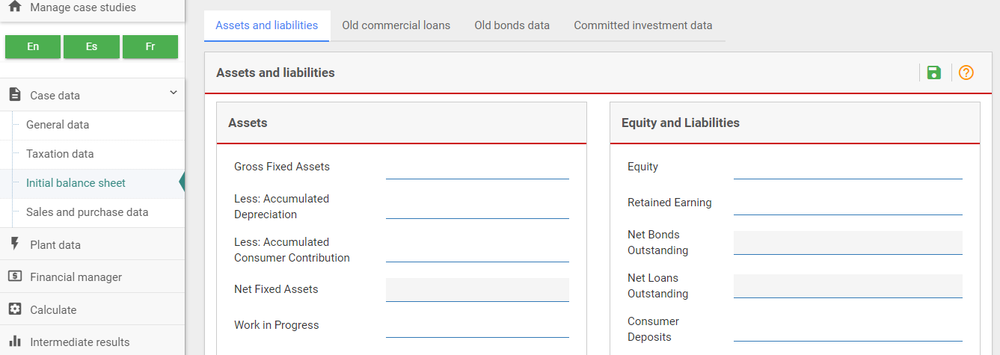 Manage case studies
En Es Fr
Case data
General data
Taxation data
Initial balance sheet
Sales and purchase data
Plant data
Financial manager
Calculate
Intermediate results
Assets and liabilities Old commercial loans Old bonds data Committed investment data
Assets and liabilities
Assets
Gross Fixed Assets
Less: Accumulated
Depreciation
Less: Accumulated
Consumer Contribution
Net Fixed Assets
Work in Progress
Equity and Liabilities
Equity
Retained Earning
Net Bonds
Outstanding
Net Loans
Outstanding
Consumer
Deposits